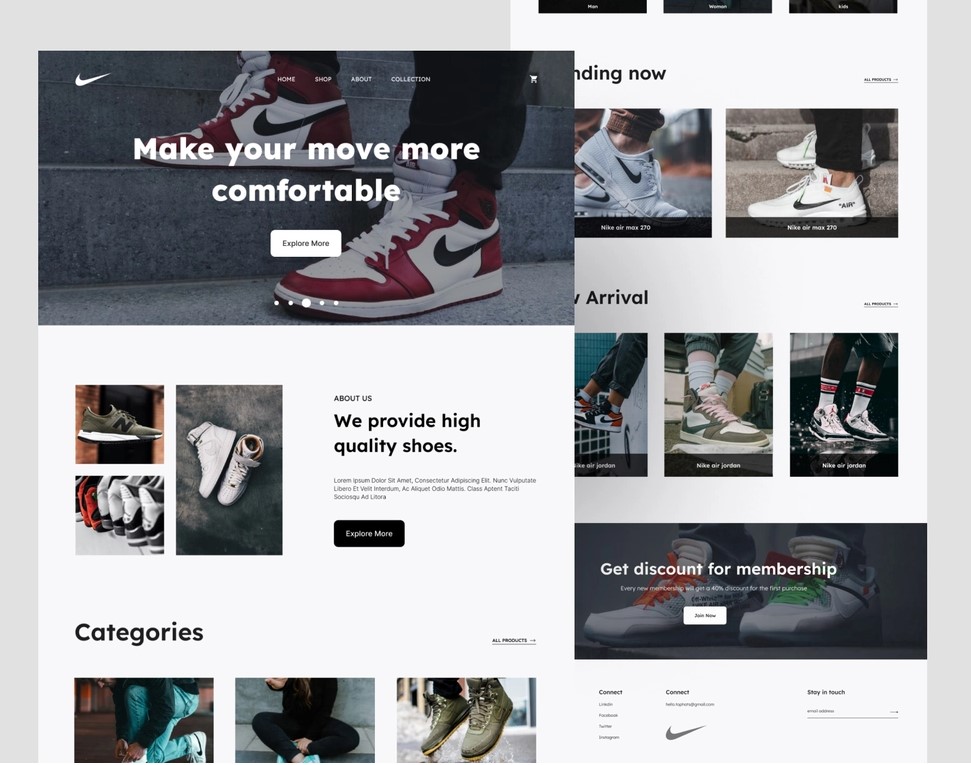 HOME SHOP ABOUT COLLECTION
Make your move more
comfortable
Explore More
ABOUT US
We provide high
quality shoes.
Lorem Ipsum Dolor Sit Amet, Consectetur Adipiscing Elit. Nunc Vulputate
Libero Et Velit Interdum, Ac Aliquet Odio Mattis. Class Aptent Taciti
Sociosqu Ad Litora
Explore More
Categories
ALL PRODUCTS
Man Woman kids
nding now
ALL PRODUCTS
"AIR"
Nike air max 270 Nike air max 270
Arrival
ALL PRODUCTS
ike air jordan Nike air jordan Nike air jordan
Get discount for membership
Every new membership will get a 40% discount for the first purchase
Join Now
Connect Connect Stay in touch
Linkdin hello.tophats@gmail.com
email address
Facebook
Twitter
Instagram